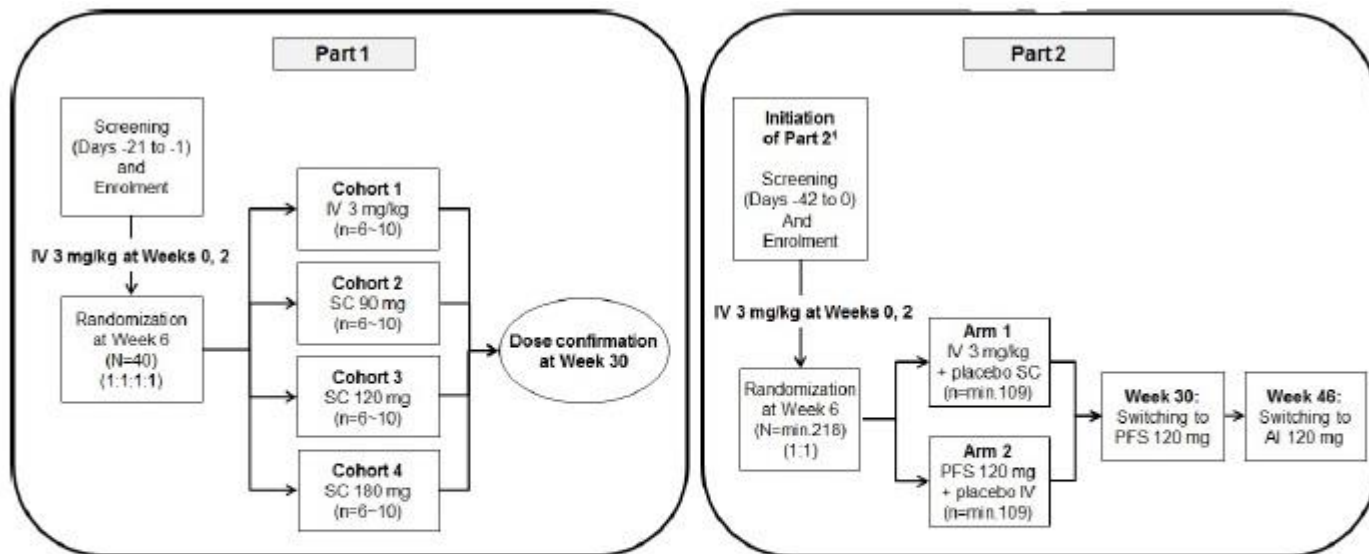 Part 1
Screening
(Days -21 to -1)
and
Enrolment
IV 3 mg/kg at Weeks 0, 2
Randomization
at Week 6
(N=40)
(1:1:1:1)
Cohort 1
IV 3 mg/kg
(n=6~10)
Cohort 2
SC 90 mg
(n=6~10)
Cohort 3
SC 120 mg
(n=6~10)
Cohort 4
SC 180 mg
(n=6~10)
Dose confirmation
at Week 30
Part 2
Initiation
of Part 2¹
Screening
(Days -42 to 0)
And
Enrolment
IV 3 mg/kg at Weeks 0, 2
Randomization
at Week 6
(N=min.218)
(1:1)
Arm 1
IV 3 mg/kg
+ placebo SC
(n=min.109)
Arm 2
PFS 120 mg
+ placebo IV
(n=min.109)
Week 30:
Switching to
PFS 120 mg
Week 46:
Switching to
AI 120 mg